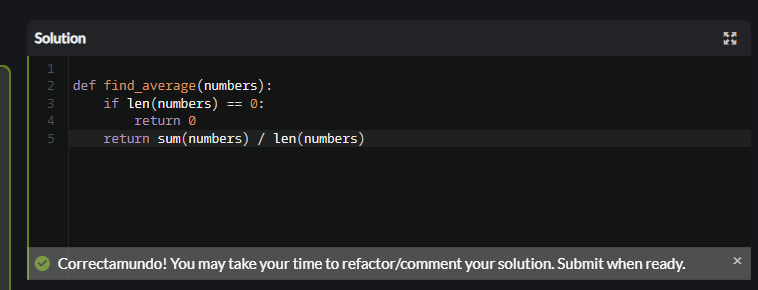 Solution
1
2 def find_average(numbers):
3     if len(numbers) == 0:
4         return 0
5     return sum(numbers) / len(numbers)
Correctamundo! You may take your time to refactor/comment your solution. Submit when ready. ×